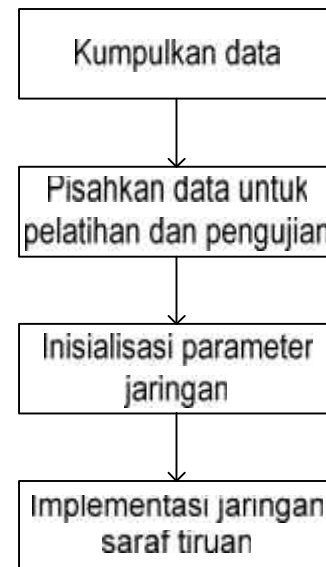 Kumpulkan data
Pisahkan data untuk
pelatihan dan pengujian
Inisialisasi parameter
jaringan
Implementasi jaringan
saraf tiruan